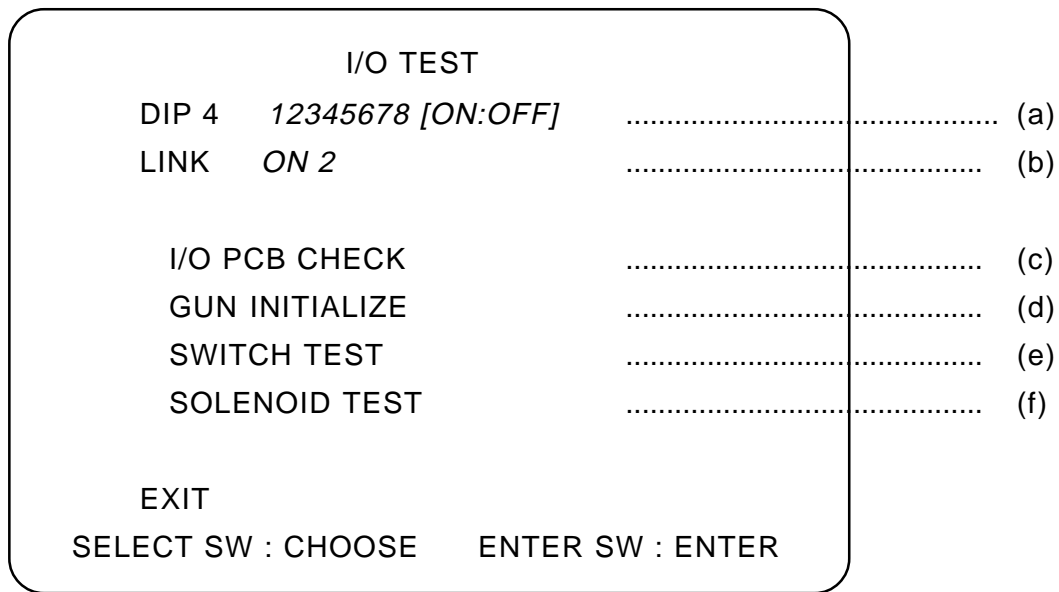 I/O TEST
DIP 4 12345678 [ON:OFF] .............................................. (a)
LINK ON 2 ............................................ (b)
I/O PCB CHECK ............................................ (c)
GUN INITIALIZE ............................................ (d)
SWITCH TEST ............................................ (e)
SOLENOID TEST ............................................ (f)
EXIT
SELECT SW : CHOOSE ENTER SW : ENTER